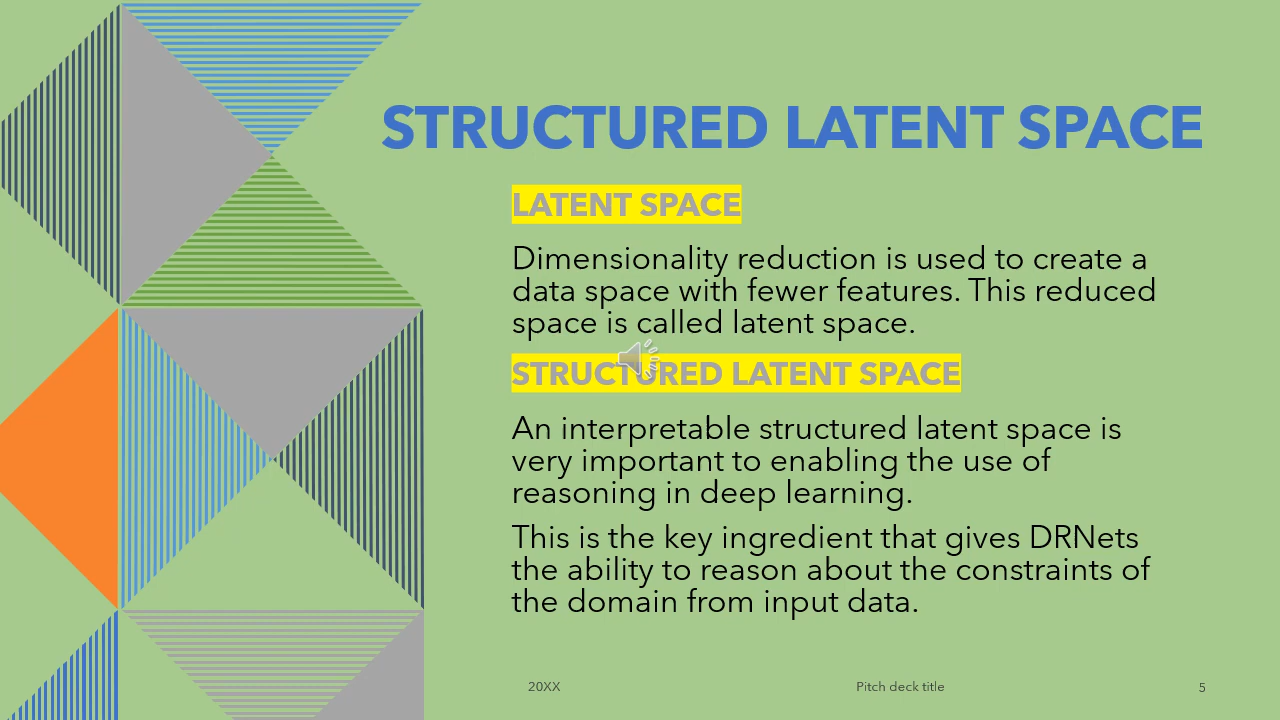 STRUCTURED LATENT SPACE
LATENT SPACE
Dimensionality reduction is used to create a
data space with fewer features. This reduced
space is called latent space.
STRUCTURED LATENT SPACE
An interpretable structured latent space is
very important to enabling the use of
reasoning in deep learning.
This is the key ingredient that gives DRNets
the ability to reason about the constraints of
the domain from input data.
20XX
Pitch deck title
5